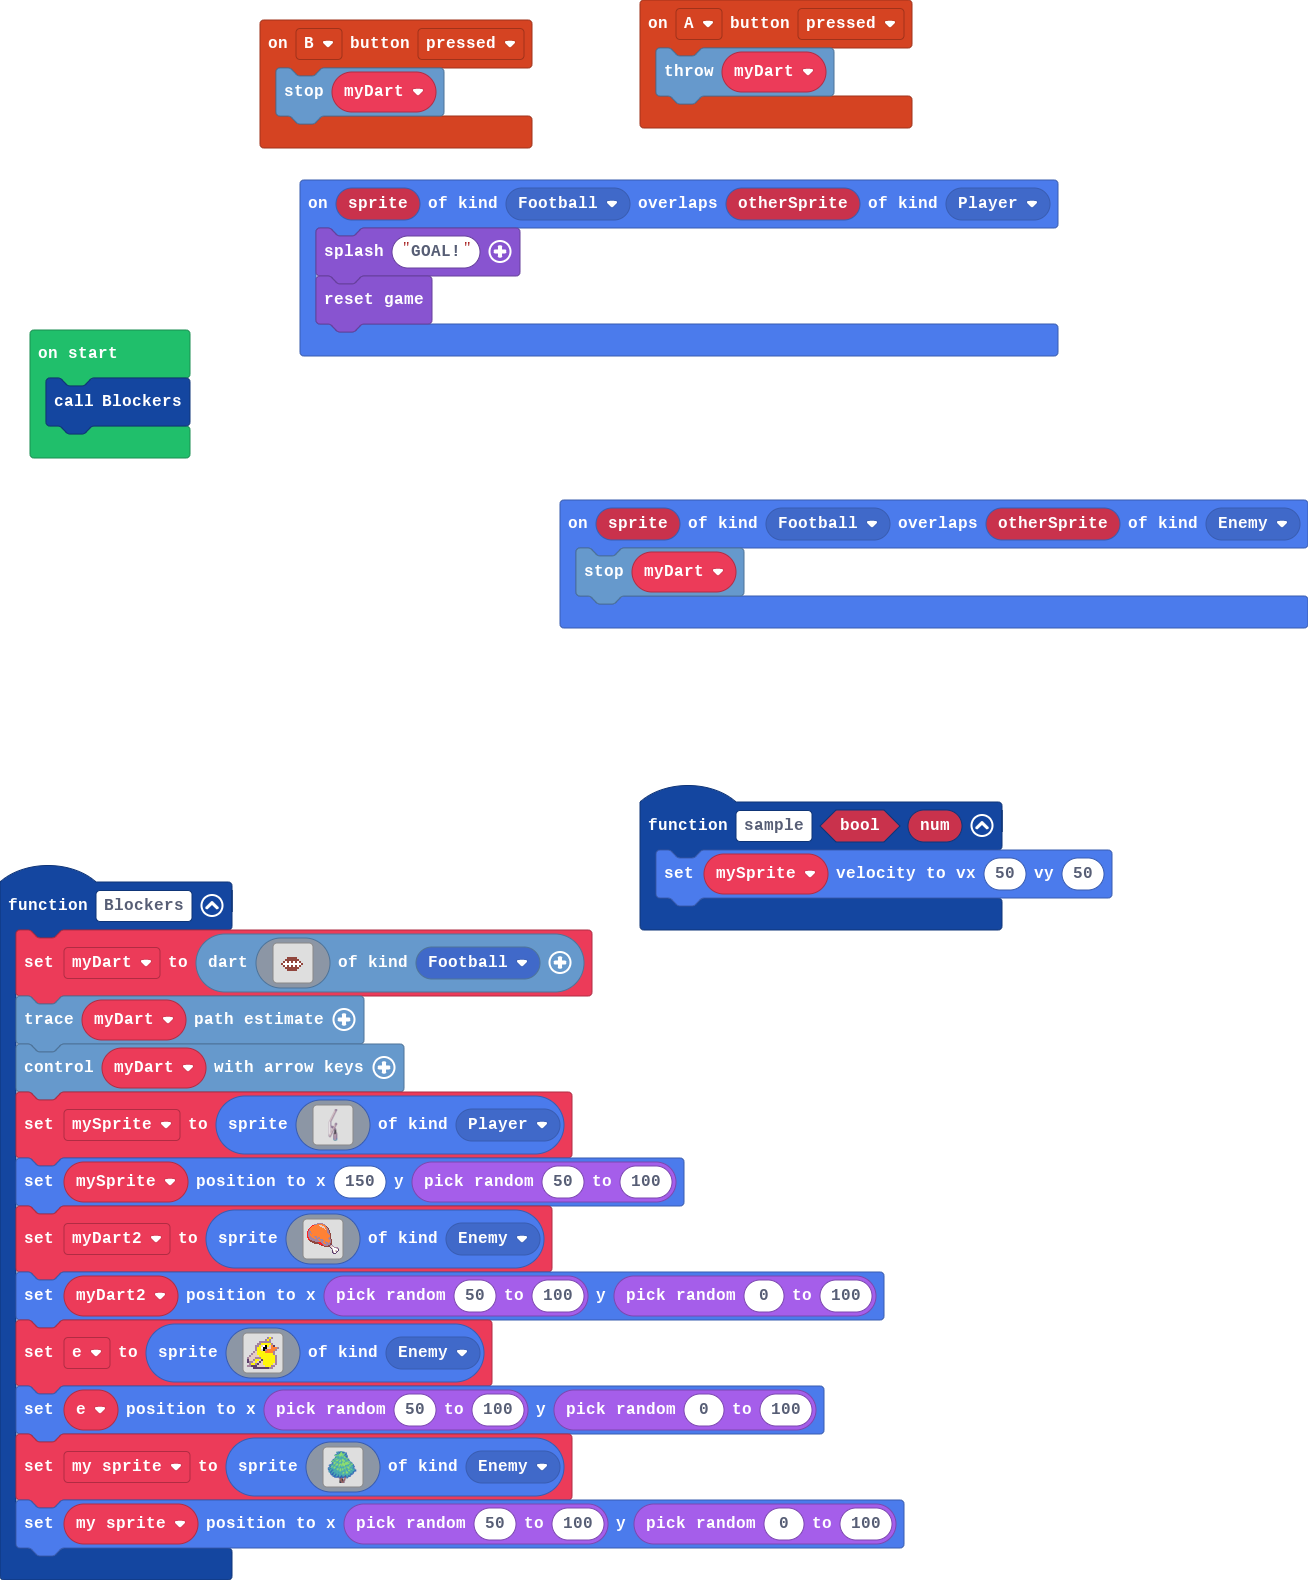 on B button pressed
stop myDart
on A button pressed
throw myDart
on sprite of kind Football overlaps otherSprite of kind Player
splash "GOAL!"
reset game
on start
call Blockers
on sprite of kind Football overlaps otherSprite of kind Enemy
stop myDart
function sample bool num
set mySprite velocity to vx 50 vy 50
function Blockers
set myDart to dart of kind Football
trace myDart path estimate
control myDart with arrow keys
set mySprite to sprite of kind Player
set mySprite position to x 150 y pick random 50 to 100
set myDart2 to sprite of kind Enemy
set myDart2 position to x pick random 50 to 100 y pick random 0 to 100
set e to sprite of kind Enemy
set e position to x pick random 50 to 100 y pick random 0 to 100
set my sprite to sprite of kind Enemy
set my sprite position to x pick random 50 to 100 y pick random 0 to 100